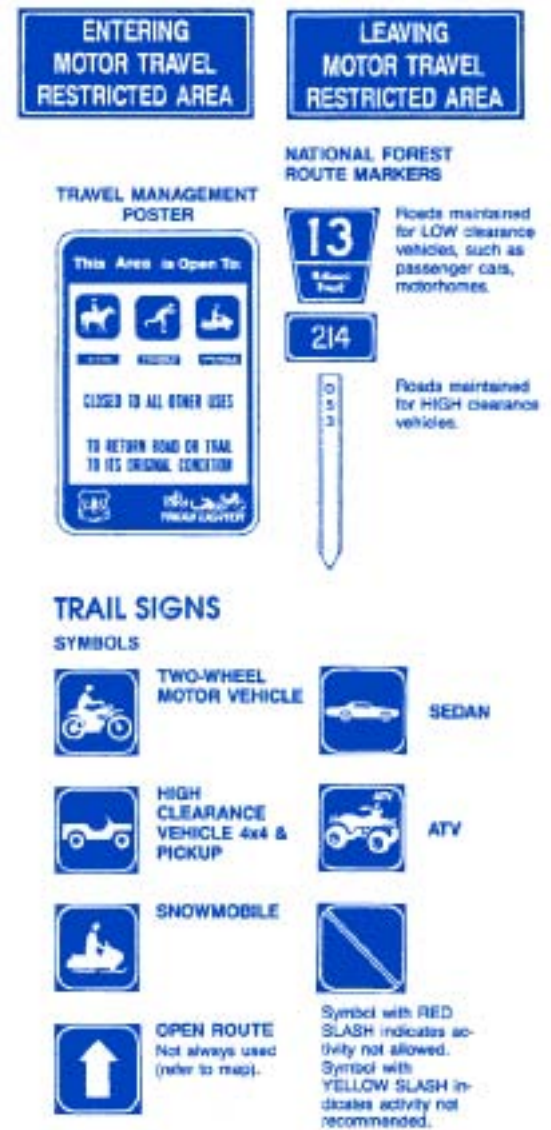 ENTERING
MOTOR TRAVEL
RESTRICTED AREA
LEAVING
MOTOR TRAVEL
RESTRICTED AREA
TRAVEL MANAGEMENT
POSTER
This Area is Open To:
CLOSED TO ALL OTHER USES
TO RETURN ROAD OR TRAIL
TO ITS ORIGINAL CONDITION
NATIONAL FOREST
ROUTE MARKERS
13
National
Forest
Roads maintained
for LOW clearance
vehicles, such as
passenger cars,
motorhomes.
214
0
5
3
Roads maintained
for HIGH clearance
vehicles.
TRAIL SIGNS
SYMBOLS
TWO-WHEEL
MOTOR VEHICLE
SEDAN
HIGH
CLEARANCE
VEHICLE 4x4 &
PICKUP
ATV
ATV
SNOWMOBILE
OPEN ROUTE
Not always used
(refer to map).
Symbol with RED
SLASH indicates ac-
tivity not allowed.
Symbol with
YELLOW SLASH in-
dicates activity not
recommended.